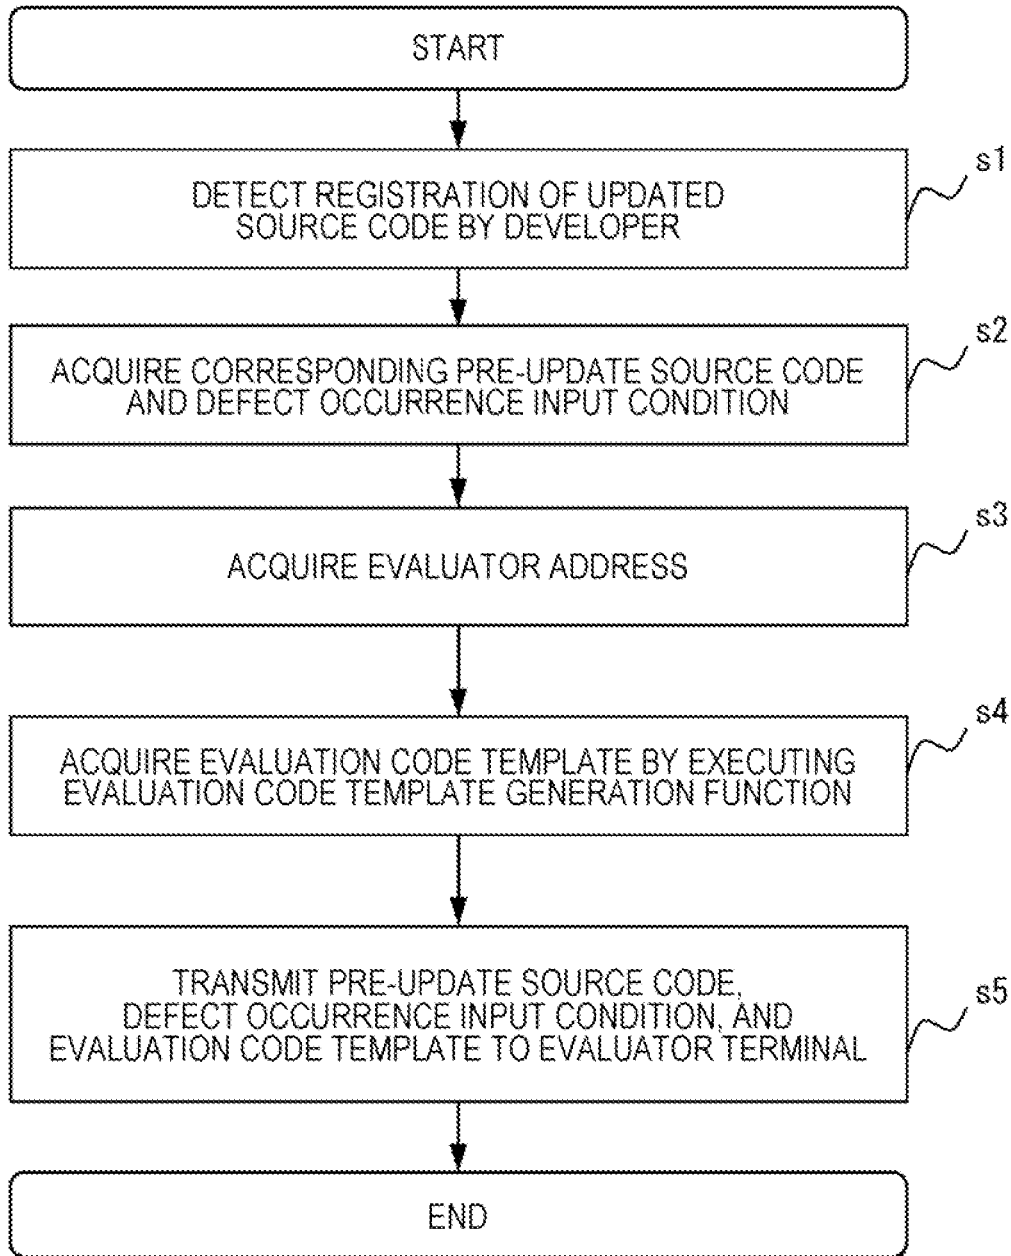 START
s1
DETECT REGISTRATION OF UPDATED
SOURCE CODE BY DEVELOPER
s2
ACQUIRE CORRESPONDING PRE-UPDATE SOURCE CODE
AND DEFECT OCCURRENCE INPUT CONDITION
s3
ACQUIRE EVALUATOR ADDRESS
s4
ACQUIRE EVALUATION CODE TEMPLATE BY EXECUTING
EVALUATION CODE TEMPLATE GENERATION FUNCTION
s5
TRANSMIT PRE-UPDATE SOURCE CODE,
DEFECT OCCURRENCE INPUT CONDITION, AND
EVALUATION CODE TEMPLATE TO EVALUATOR TERMINAL
END